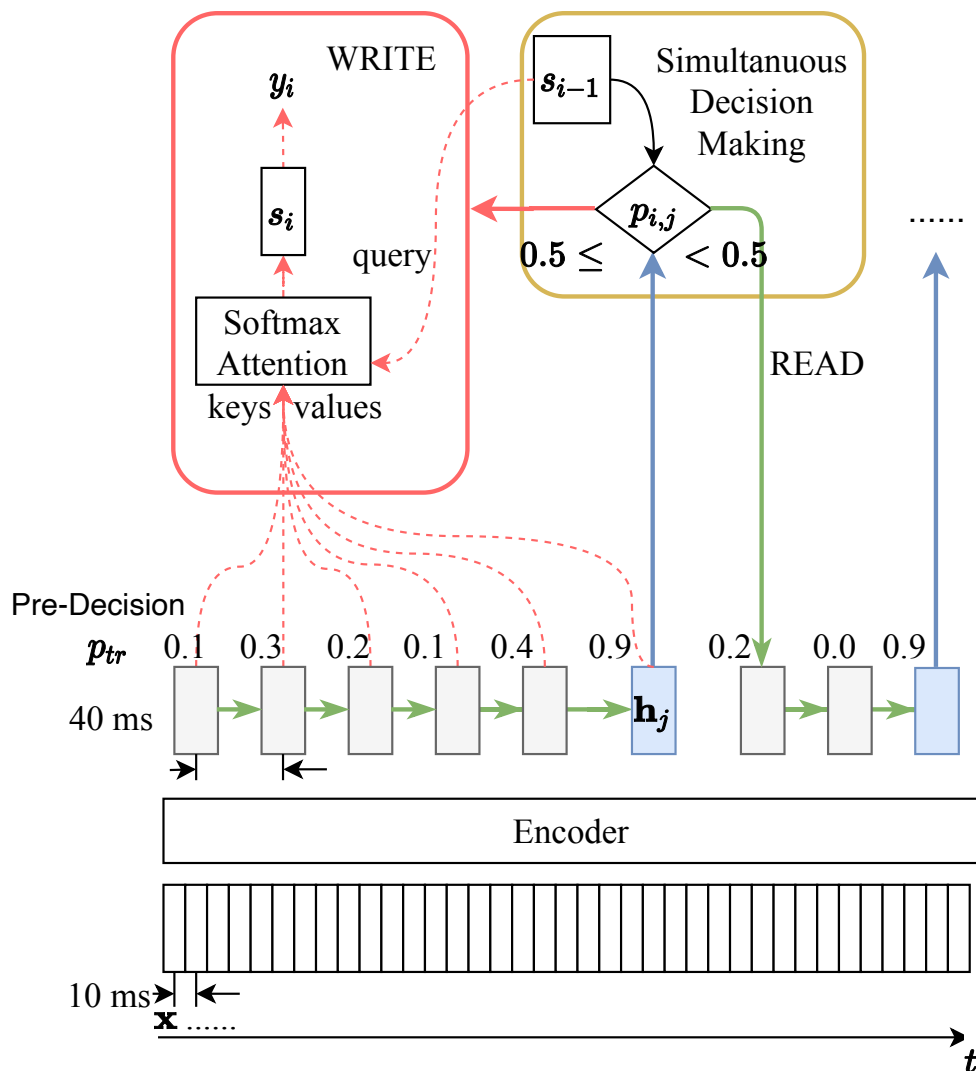 WRITE
y_i
s_i
query
Softmax
Attention
keys values
s_{i−1}
Simultanuous
Decision
Making
p_{i,j}
0.5 ≤ < 0.5
......
READ
Pre-Decision
p_{tr} 0.1 0.3 0.2 0.1 0.4 0.9 0.2 0.0 0.9
40 ms
h_j
Encoder
10 ms
x ......
t